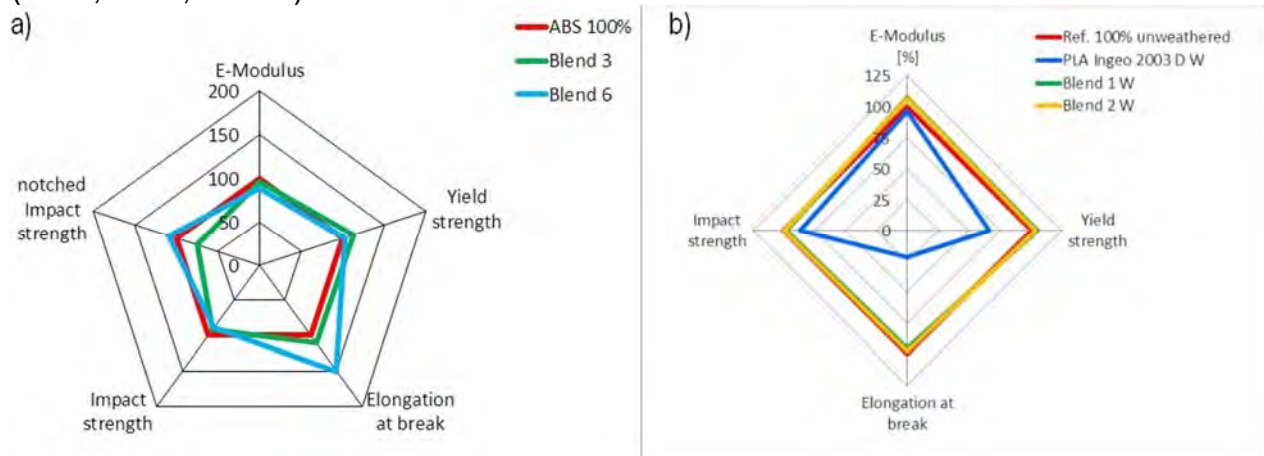 a)
ABS 100%
Blend 3
Blend 6
E-Modulus
200
150
100
50
0
notched
Impact
strength
Yield
strength
Impact
strength
Elongation
at break
b)
Ref. 100% unweathered
PLA Ingeo 2003 D W
Blend 1 W
Blend 2 W
E-Modulus
[%]
125
100
75
50
25
0
Impact
strength
Yield
strength
Elongation at
break